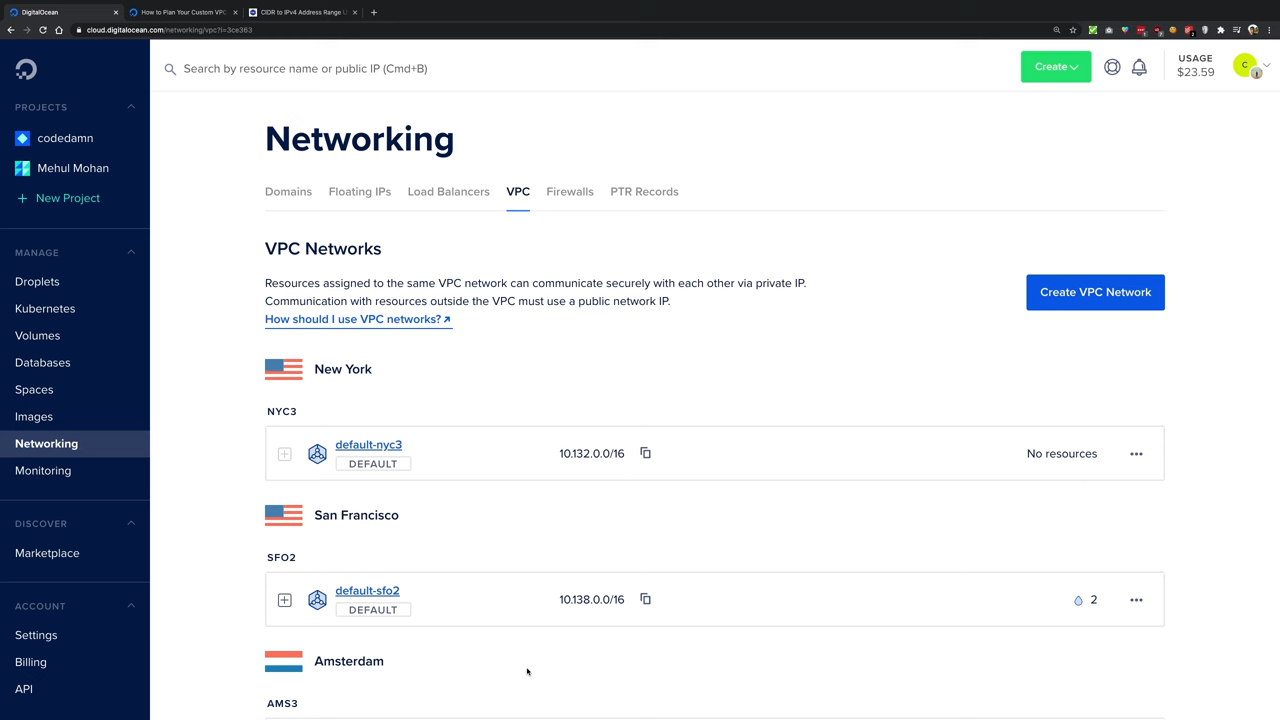 DigitalOcean
How to Plan Your Custom VPC
CIDR to IPv4 Address Range U
cloud.digitalocean.com/networking/vpc?i=3ce363
Search by resource name or public IP (Cmd+B)
Create
USAGE
$23.59
C
PROJECTS
codedamn
Mehul Mohan
New Project
MANAGE
Droplets
Kubernetes
Volumes
Databases
Spaces
Images
Networking
Monitoring
DISCOVER
Marketplace
ACCOUNT
Settings
Billing
API
Networking
Domains Floating IPs Load Balancers VPC Firewalls PTR Records
VPC Networks
Resources assigned to the same VPC network can communicate securely with each other via private IP.
Communication with resources outside the VPC must use a public network IP.
How should I use VPC networks?
Create VPC Network
New York
NYC3
default-nyc3
DEFAULT
10.132.0.0/16
No resources
San Francisco
SFO2
default-sfo2
DEFAULT
10.138.0.0/16
2
Amsterdam
AMS3